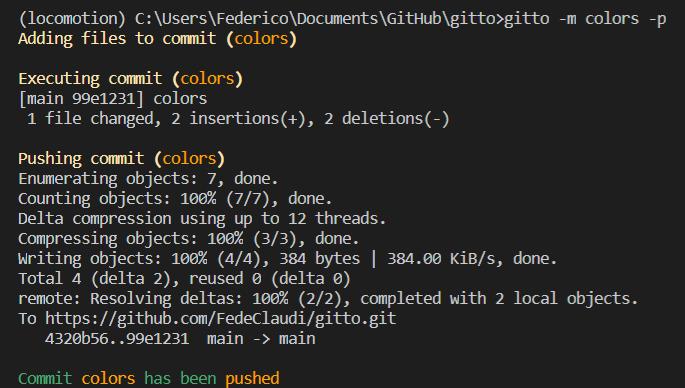 (locomotion) C:\Users\Federico\Documents\GitHub\gitto>gitto -m colors -p
Adding files to commit (colors)
Executing commit (colors)
[main 99e1231] colors
1 file changed, 2 insertions(+), 2 deletions(-)
Pushing commit (colors)
Enumerating objects: 7, done.
Counting objects: 100% (7/7), done.
Delta compression using up to 12 threads.
Compressing objects: 100% (3/3), done.
Writing objects: 100% (4/4), 384 bytes | 384.00 KiB/s, done.
Total 4 (delta 2), reused 0 (delta 0)
remote: Resolving deltas: 100% (2/2), completed with 2 local objects.
To https://github.com/FedeClaudi/gitto.git
4320b56..99e1231  main -> main
Commit colors has been pushed